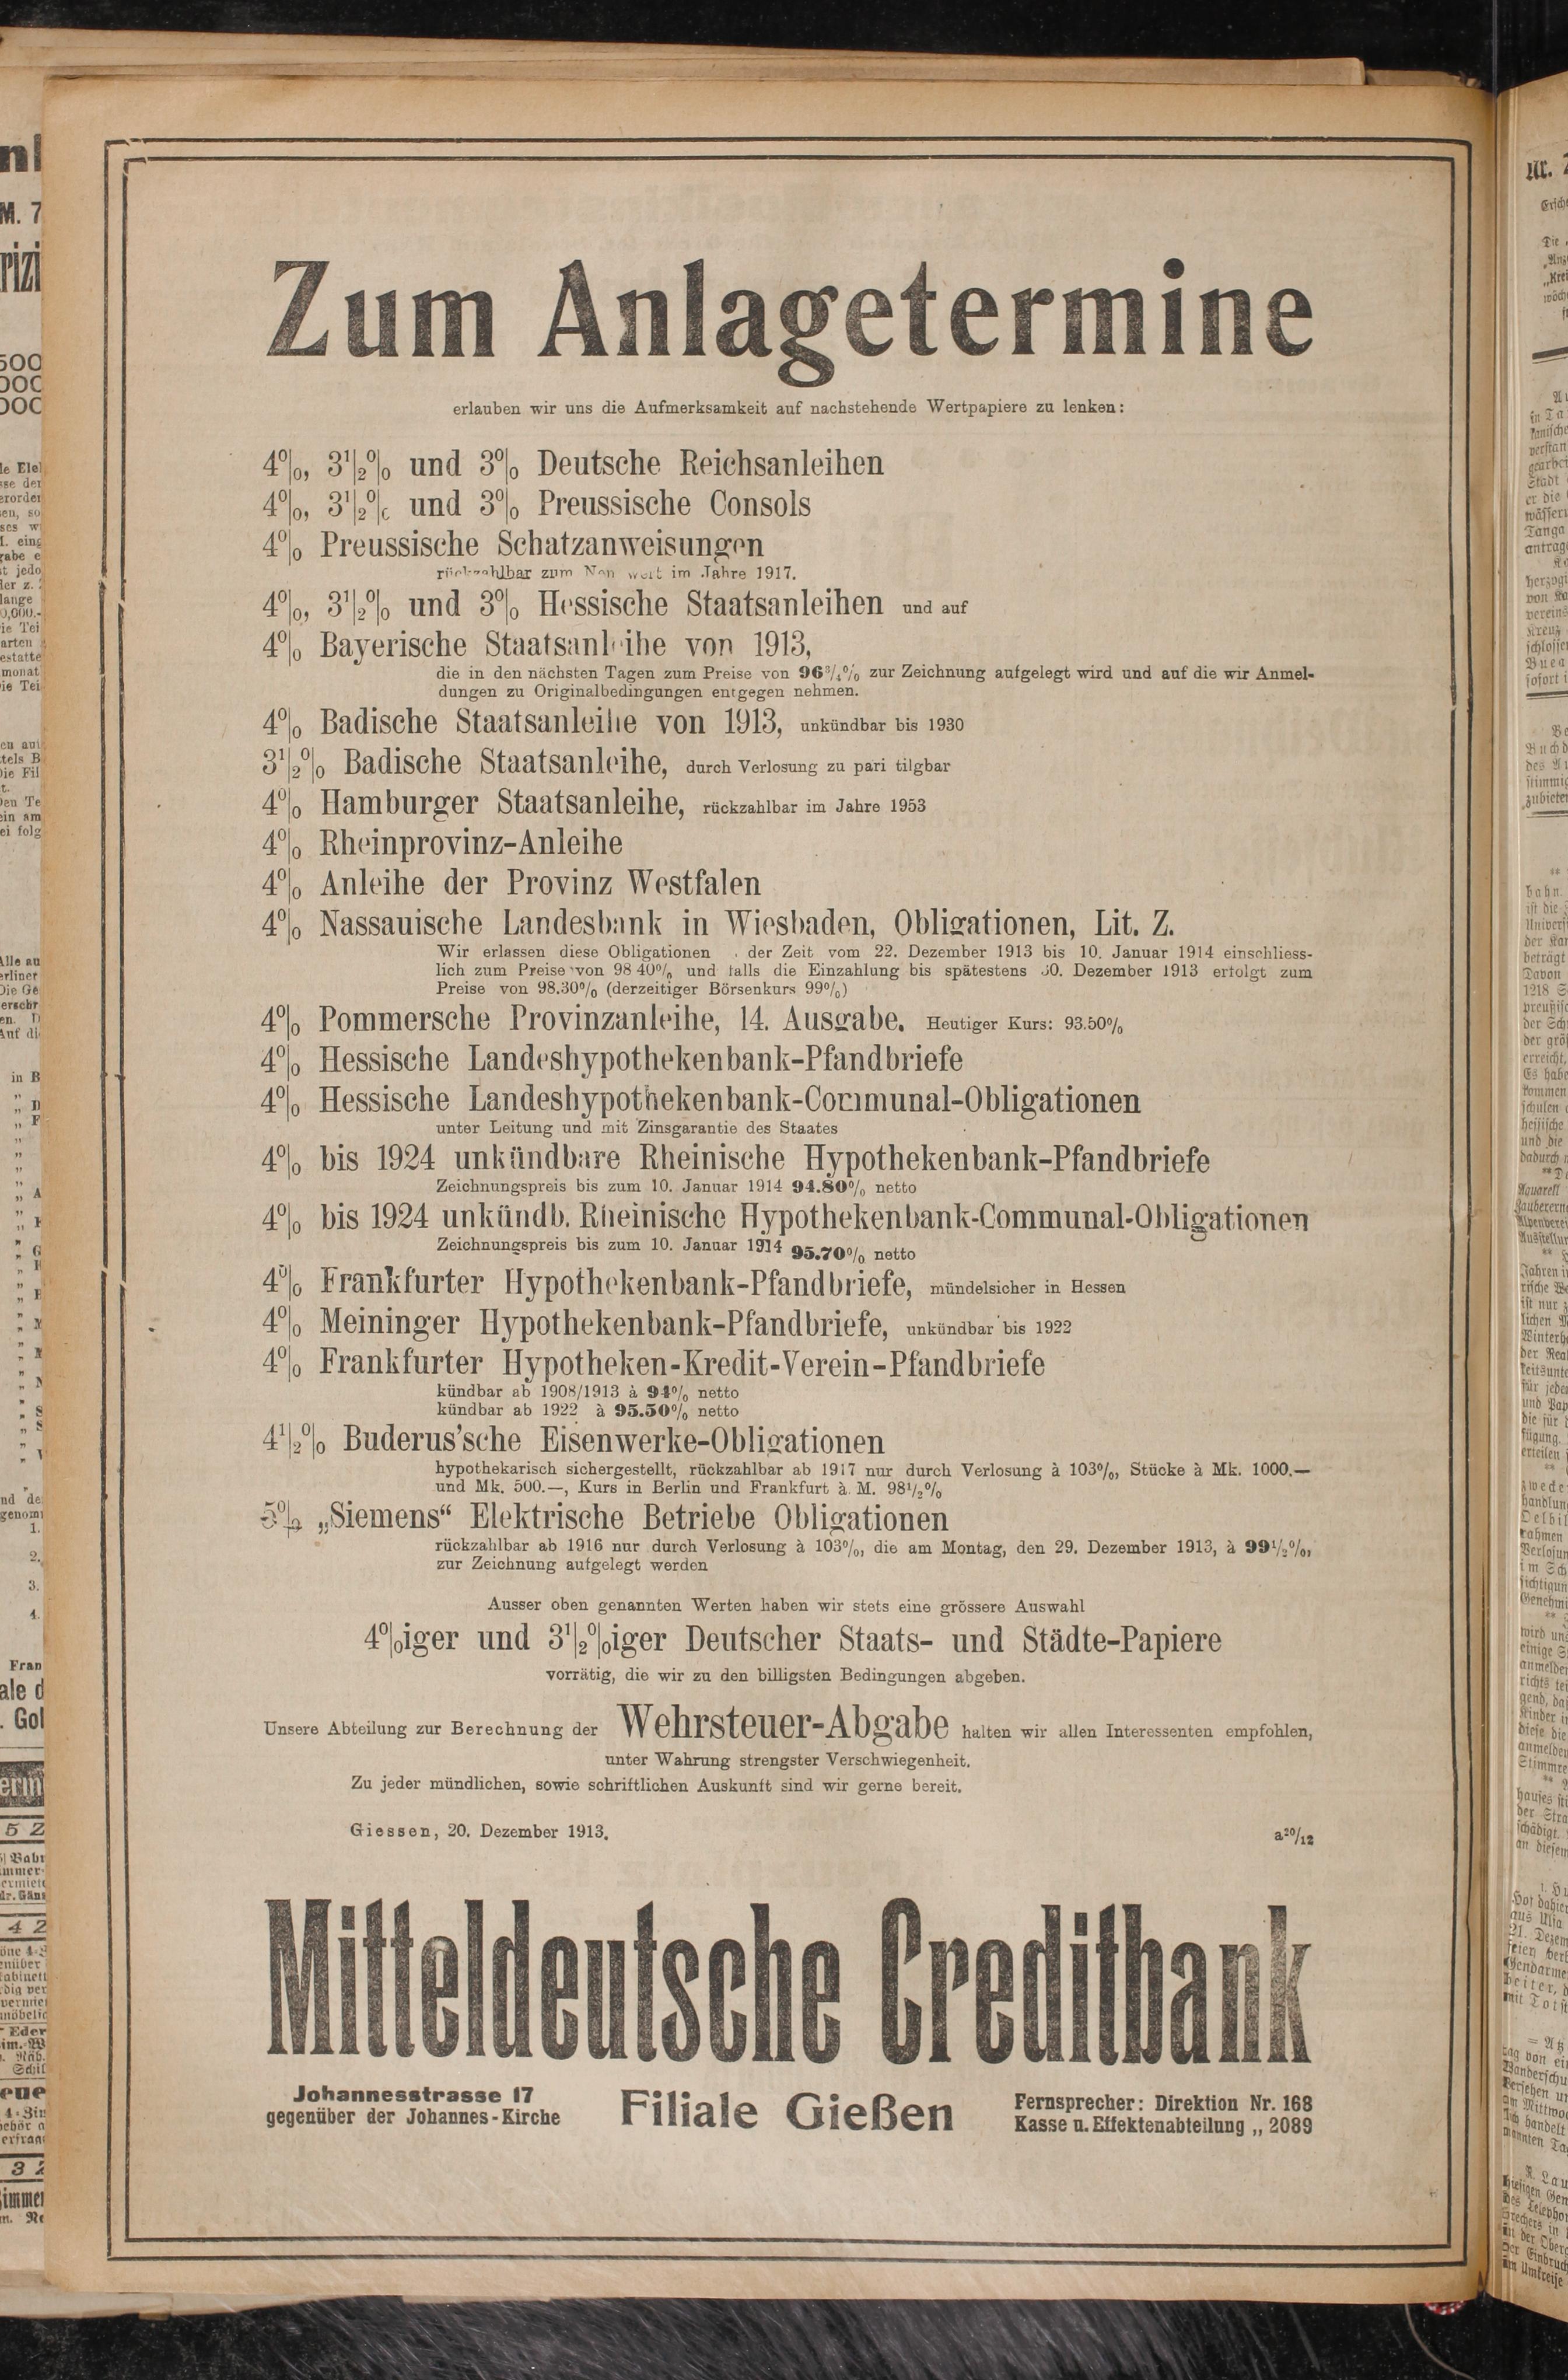 Zum Anlagetermine
erlauben wir uns die Aufmerksamkeit auf nachstehende Wertpapiere zu lenken:
4%, 3½% und 3% Deutsche Reichsanleihen
4%, 3½% und 3% Preussische Consols
4% Preussische Schatzanweisungen
rückzahlbar zum Nennwert im Jahre 1917.
4%, 3½% und 3% Hessische Staatsanleihen und auf
4% Bayerische Staatsanleihe von 1913,
die in den nächsten Tagen zum Preise von 96¾% zur Zeichnung aufgelegt wird und auf die wir Anmel-
dungen zu Originalbedingungen entgegen nehmen.
4% Badische Staatsanleihe von 1913, unkündbar bis 1930
3½% Badische Staatsanleihe, durch Verlosung zu pari tilgbar
4% Hamburger Staatsanleihe, rückzahlbar im Jahre 1953
4% Rheinprovinz-Anleihe
4% Anleihe der Provinz Westfalen
4% Nassauische Landesbank in Wiesbaden, Obligationen, Lit. Z.
Wir erlassen diese Obligationen der Zeit vom 22. Dezember 1913 bis 10. Januar 1914 einschliess-
lich zum Preise von 98 40% und falls die Einzahlung bis spätestens 30. Dezember 1913 erfolgt zum
Preise von 98.30% (derzeitiger Börsenkurs 99%)
4% Pommersche Provinzanleihe, 14. Ausgabe. Heutiger Kurs: 93.50%
4% Hessische Landeshypothekenbank-Pfandbriefe
4% Hessische Landeshypothekenbank-Communal-Obligationen
unter Leitung und mit Zinsgarantie des Staates
4% bis 1924 unkündbare Rheinische Hypothekenbank-Pfandbriefe
Zeichnungspreis bis zum 10. Januar 1914 94.80% netto
4% bis 1924 unkündb. Rheinische Hypothekenbank-Communal-Obligationen
Zeichnungspreis bis zum 10. Januar 1914 95.70% netto
4% Frankfurter Hypothekenbank-Pfandbriefe, mündelsicher in Hessen
4% Meininger Hypothekenbank-Pfandbriefe, unkündbar bis 1922
4% Frankfurter Hypotheken-Kredit-Verein-Pfandbriefe
kündbar ab 1908/1913 à 94% netto
kündbar ab 1922 à 95.50% netto
4½% Buderus'sche Eisenwerke-Obligationen
hypothekarisch sichergestellt, rückzahlbar ab 1917 nur durch Verlosung à 103%, Stücke à Mk. 1000.—
und Mk. 500.—, Kurs in Berlin und Frankfurt a. M. 98½%
5% „Siemens“ Elektrische Betriebe Obligationen
rückzahlbar ab 1916 nur durch Verlosung à 103%, die am Montag, den 29. Dezember 1913, à 99½%,
zur Zeichnung aufgelegt werden
Ausser oben genannten Werten haben wir stets eine grössere Auswahl
4%iger und 3½%iger Deutscher Staats- und Städte-Papiere
vorrätig, die wir zu den billigsten Bedingungen abgeben.
Unsere Abteilung zur Berechnung der Wehrsteuer-Abgabe halten wir allen Interessenten empfohlen,
unter Wahrung strengster Verschwiegenheit.
Zu jeder mündlichen, sowie schriftlichen Auskunft sind wir gerne bereit.
Giessen, 20. Dezember 1913. a20/12
Mitteldeutsche Creditbank
Johannesstrasse 17
gegenüber der Johannes-Kirche
Filiale Gießen
Fernsprecher: Direktion Nr. 168
Kasse u. Effektenabteilung „ 2089